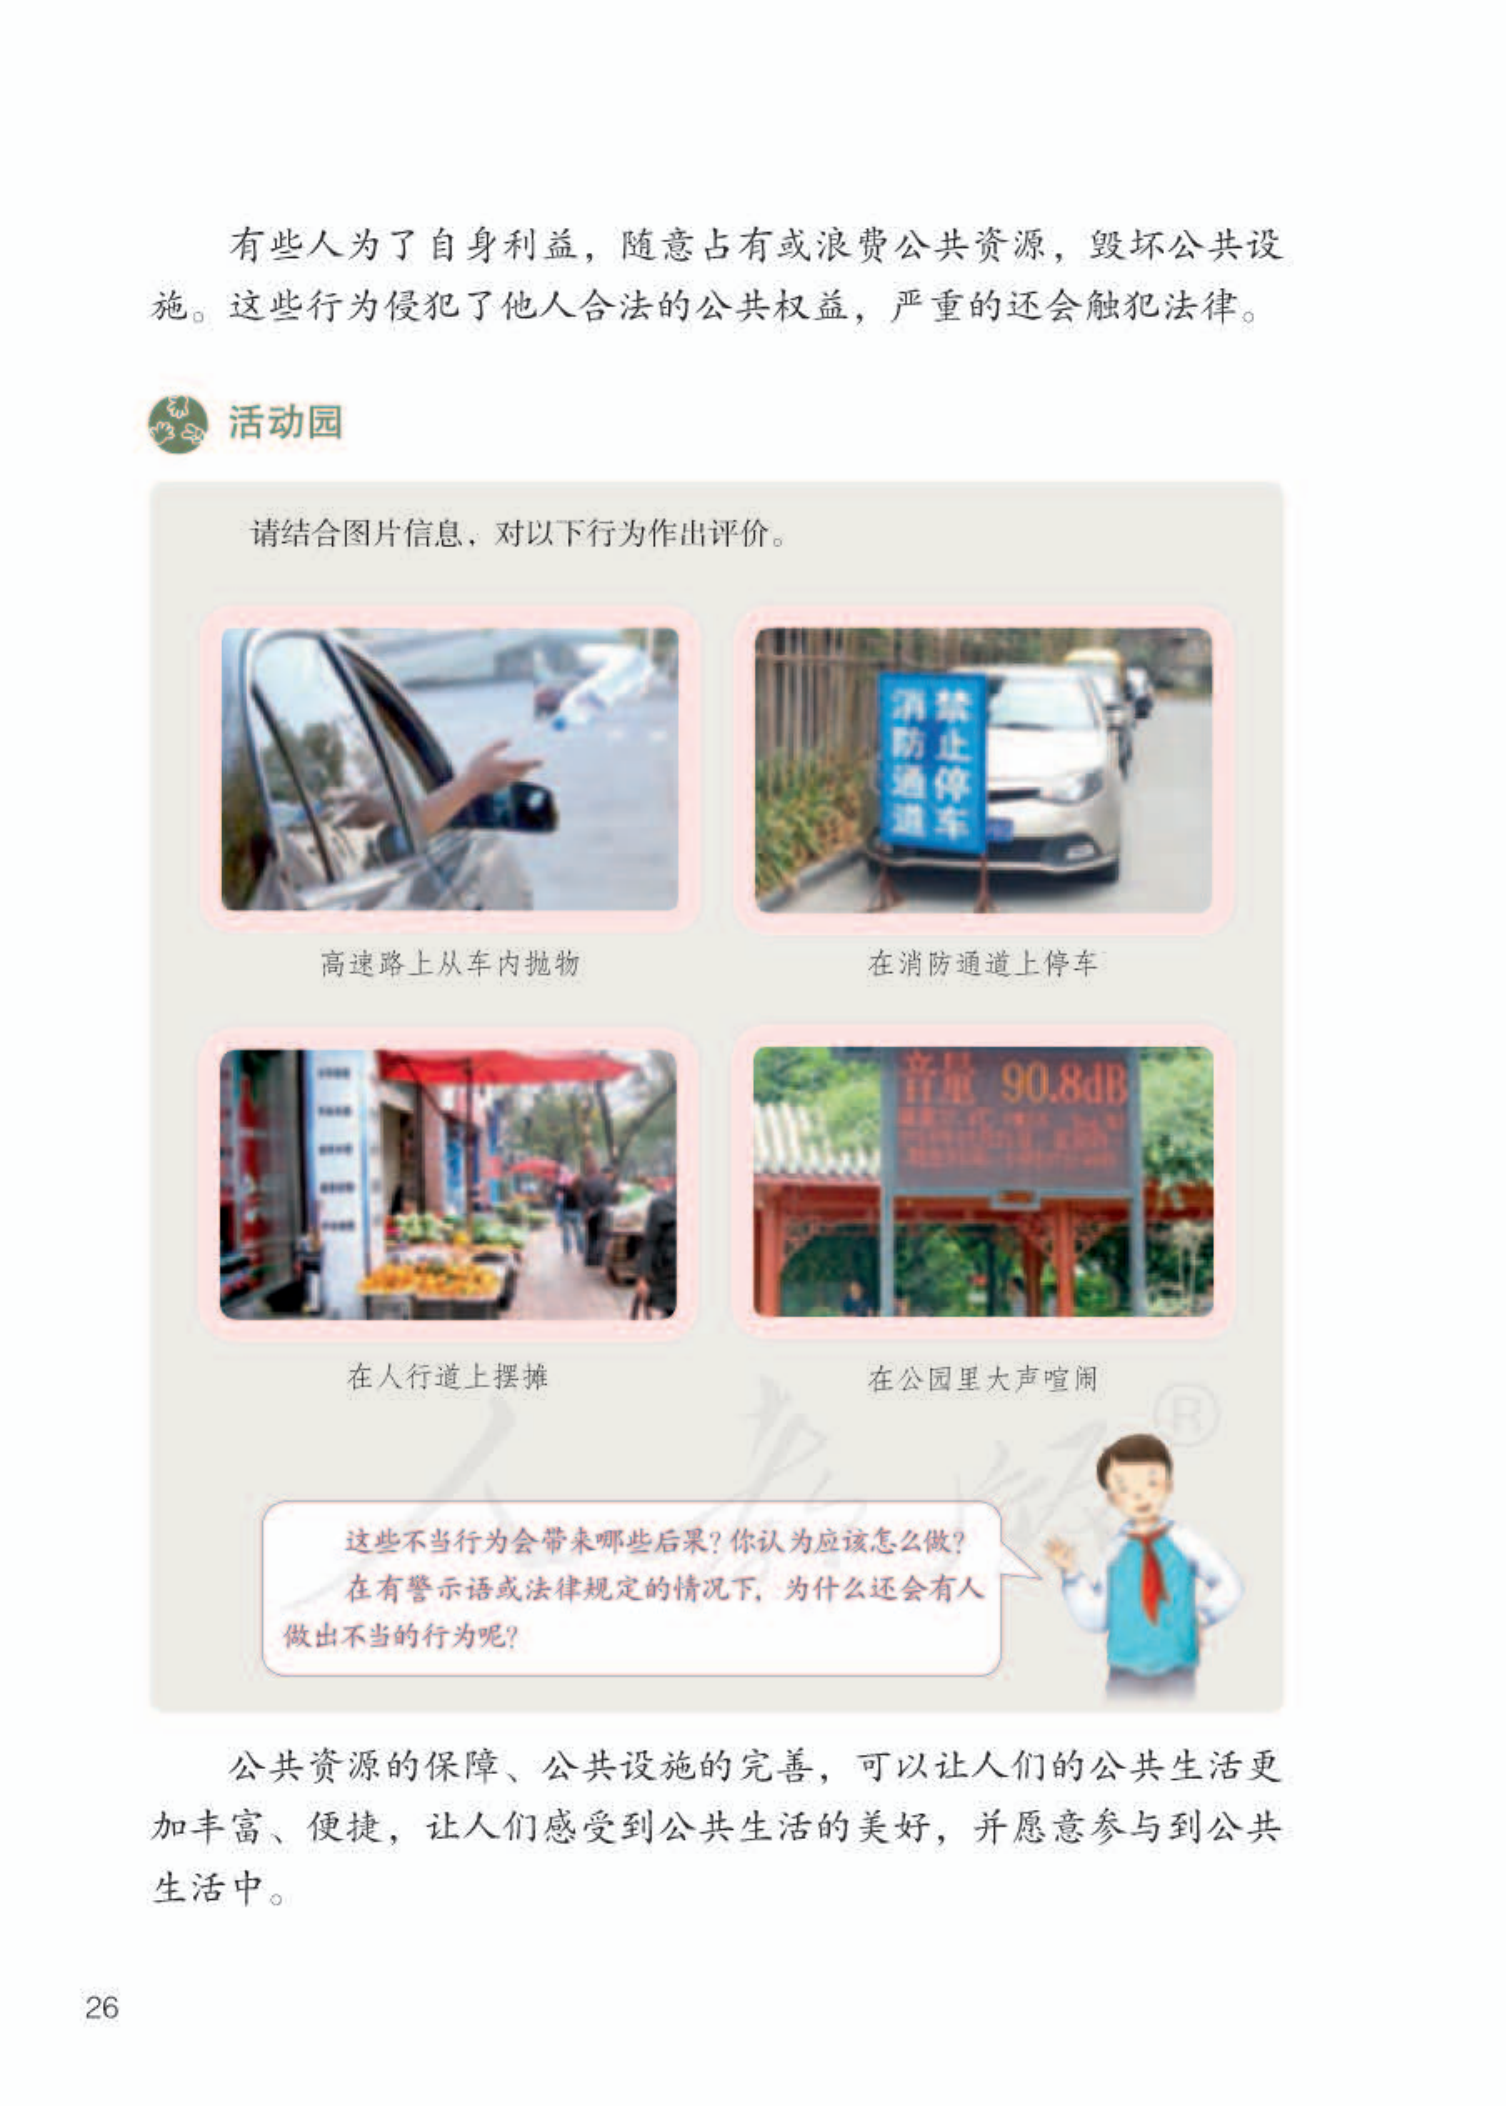 有些人为了自身利益，随意占有或浪费公共资源，毁坏公共设
施。这些行为侵犯了他人合法的公共权益，严重的还会触犯法律。
活动园
请结合图片信息，对以下行为作出评价。
消防通道
禁止停车
高速路上从车内抛物
在消防通道上停车
音量 90.8dB
在人行道上摆摊
在公园里大声喧闹
人教版®
这些不当行为会带来哪些后果？你认为应该怎么做？
在有警示语或法律规定的情况下，为什么还会有人
做出不当的行为呢？
公共资源的保障、公共设施的完善，可以让人们的公共生活更
加丰富、便捷，让人们感受到公共生活的美好，并愿意参与到公共
生活中。
26